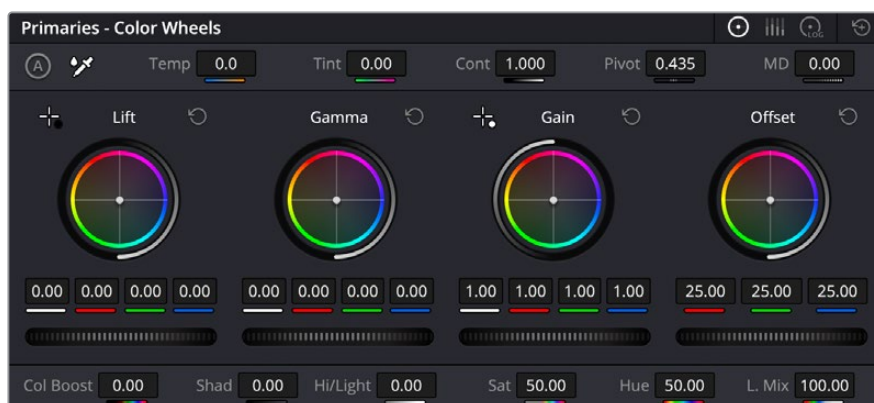 Primaries - Color Wheels
LOG
A Temp 0.0 Tint 0.00 Cont 1.000 Pivot 0.435 MD 0.00
Lift Gamma Gain Offset
0.00 0.00 0.00 0.00 0.00 0.00 0.00 0.00 1.00 1.00 1.00 1.00 25.00 25.00 25.00
Col Boost 0.00 Shad 0.00 Hi/Light 0.00 Sat 50.00 Hue 50.00 L. Mix 100.00